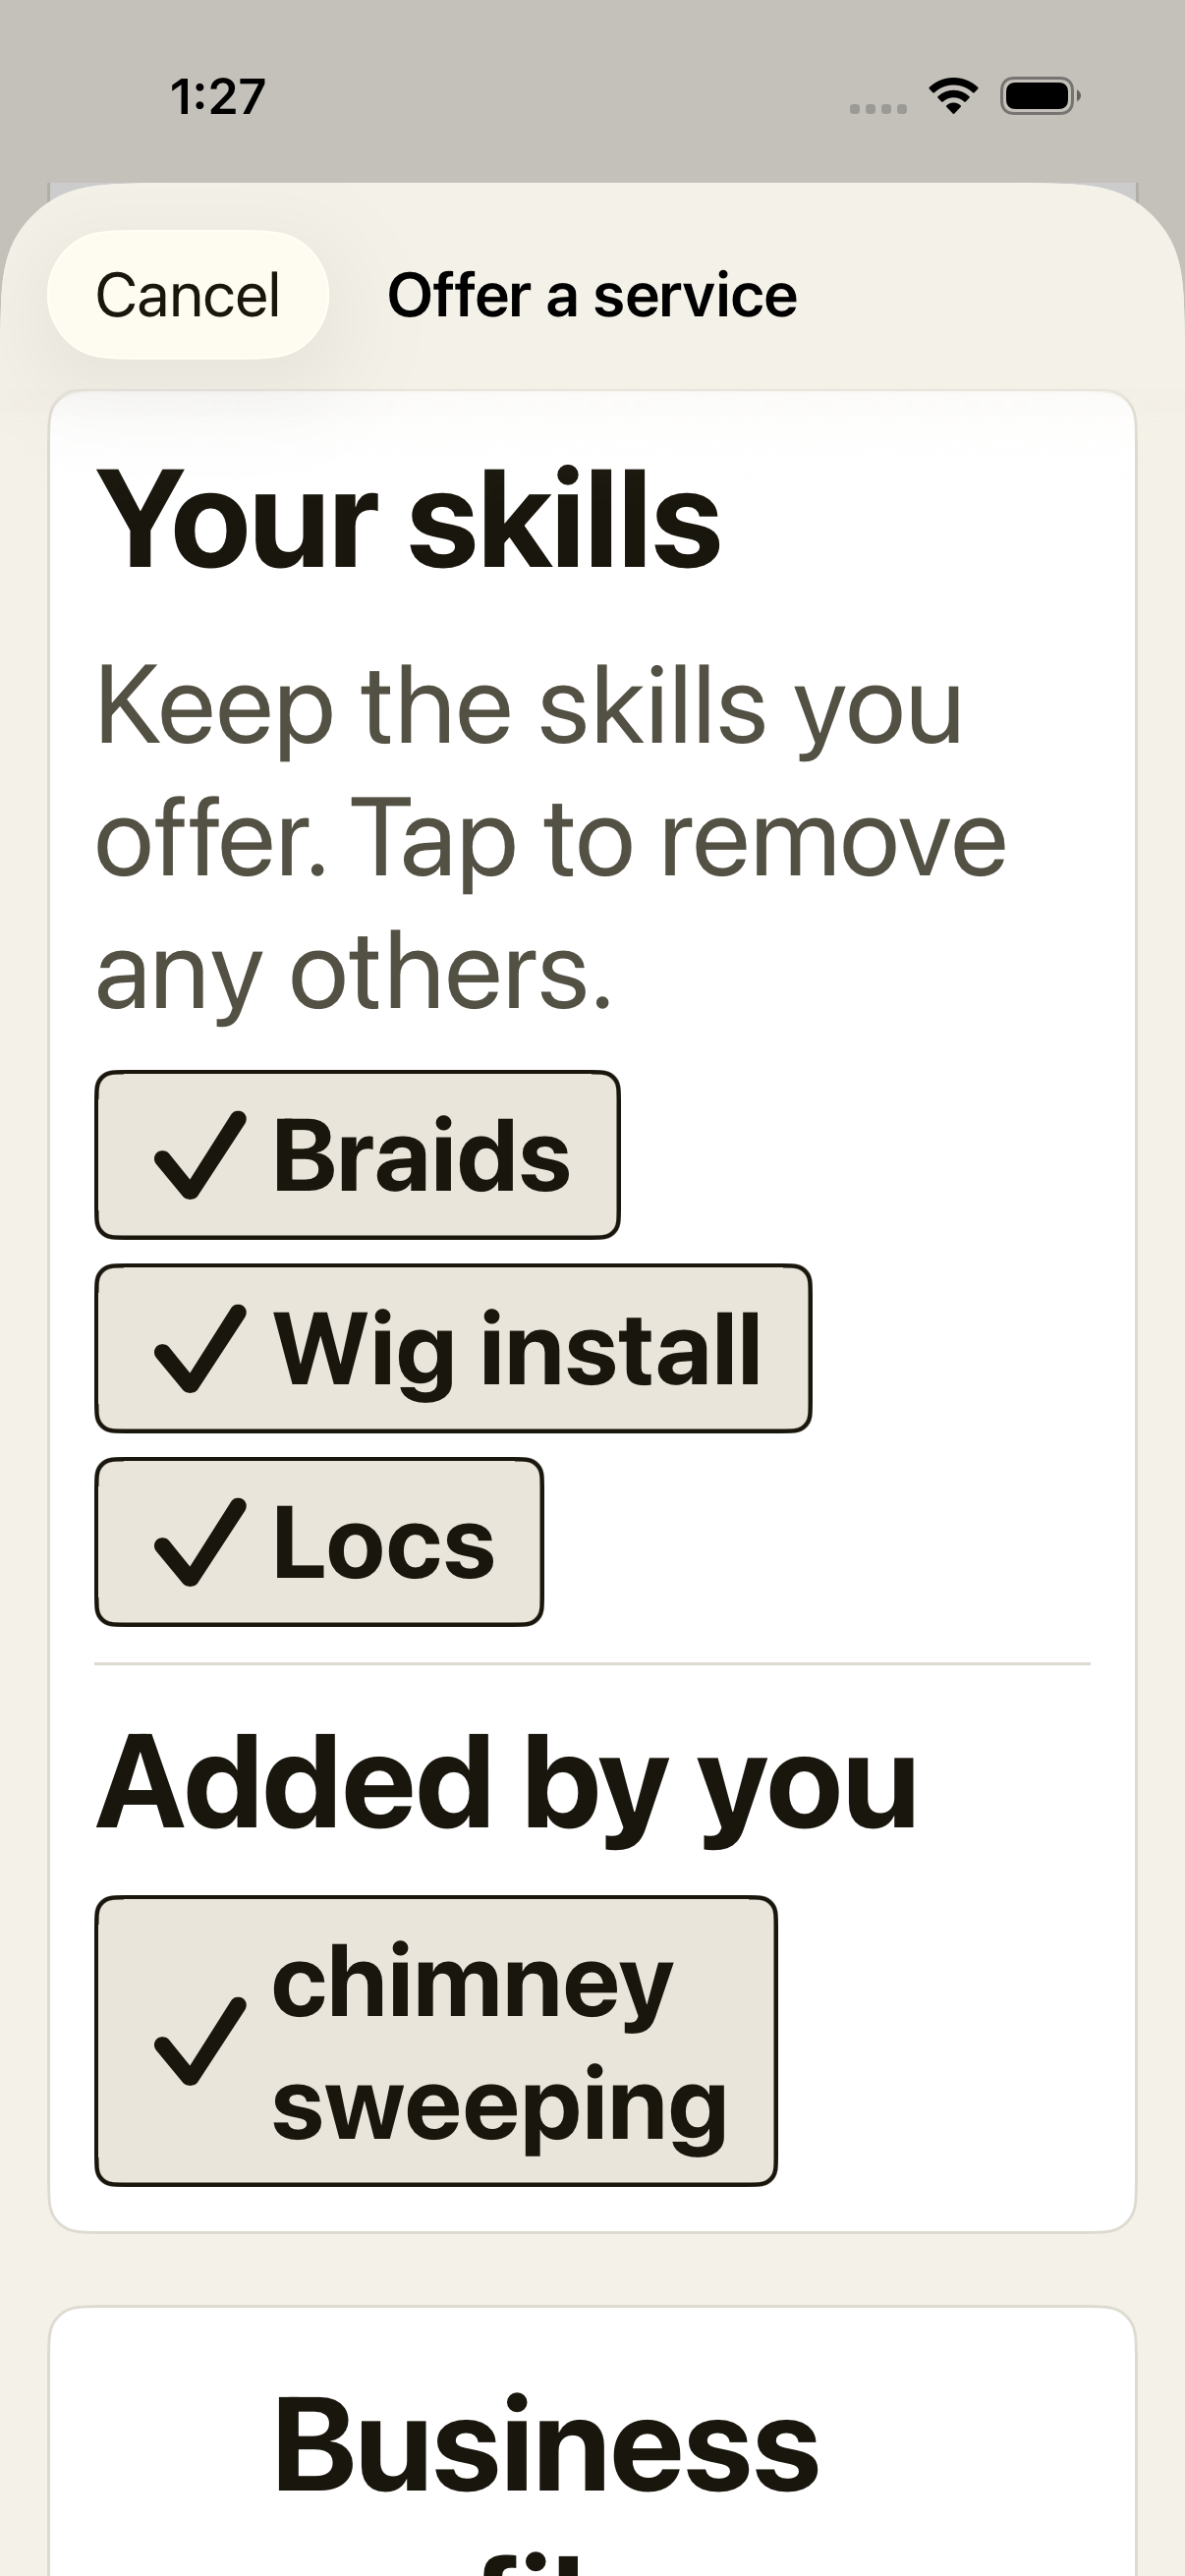 1:27
Cancel
Offer a service
Your skills
Keep the skills you
offer. Tap to remove
any others.
Braids
Wig install
Locs
Added by you
chimney
sweeping
Business